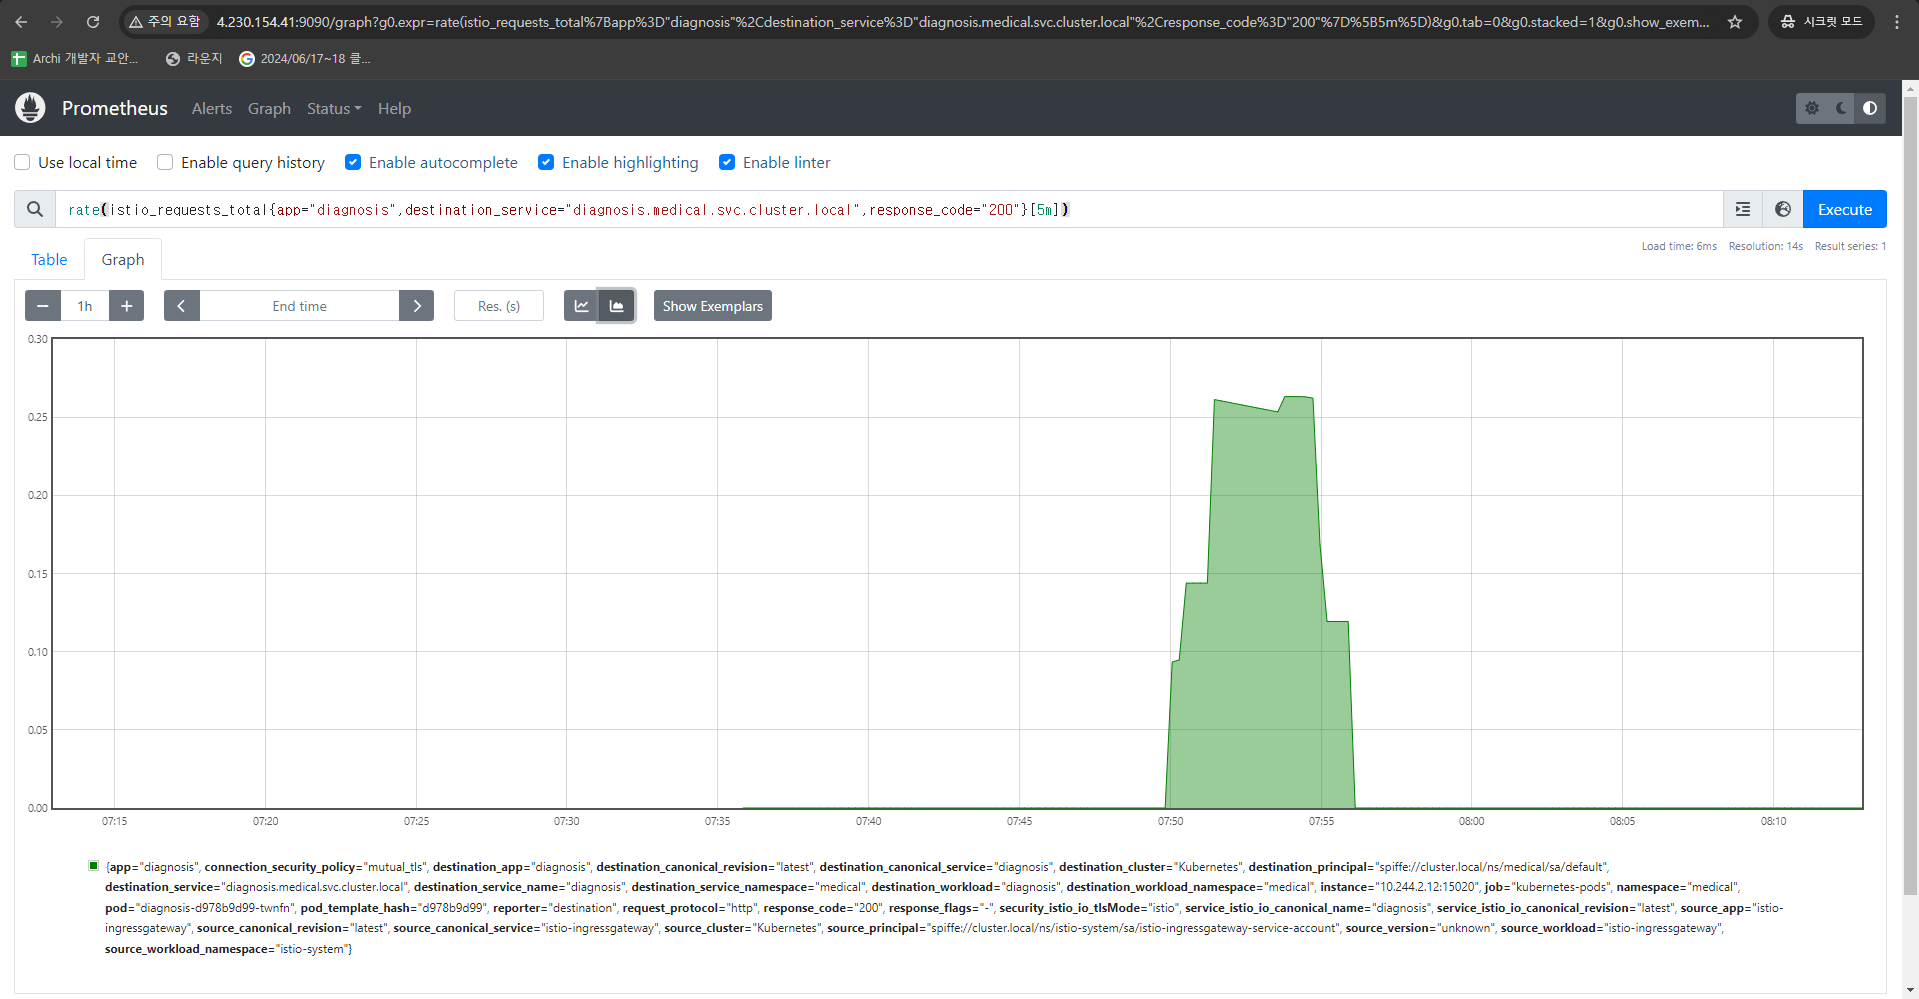 주의 요함
4.230.154.41:9090/graph?g0.expr=rate(istio_requests_total%7Bapp%3D"diagnosis"%2Cdestination_service%3D"diagnosis.medical.svc.cluster.local"%2Cresponse_code%3D"200"%7D%5B5m%5D)&g0.tab=0&g0.stacked=1&g0.show_exem...
시크릿 모드
Archi 개발자 교안...
라운지
2024/06/17~18 클...
Prometheus
Alerts
Graph
Status
Help
Use local time
Enable query history
Enable autocomplete
Enable highlighting
Enable linter
rate(istio_requests_total{app="diagnosis",destination_service="diagnosis.medical.svc.cluster.local",response_code="200"}[5m])
Execute
Load time: 6ms Resolution: 14s Result series: 1
Table
Graph
1h
End time
Res. (s)
Show Exemplars
0.30
0.25
0.20
0.15
0.10
0.05
0.00
07:15
07:20
07:25
07:30
07:35
07:40
07:45
07:50
07:55
08:00
08:05
08:10
{app="diagnosis", connection_security_policy="mutual_tls", destination_app="diagnosis", destination_canonical_revision="latest", destination_canonical_service="diagnosis", destination_cluster="Kubernetes", destination_principal="spiffe://cluster.local/ns/medical/sa/default",
destination_service="diagnosis.medical.svc.cluster.local", destination_service_name="diagnosis", destination_service_namespace="medical", destination_workload="diagnosis", destination_workload_namespace="medical", instance="10.244.2.12:15020", job="kubernetes-pods", namespace="medical",
pod="diagnosis-d978b9d99-twnfn", pod_template_hash="d978b9d99", reporter="destination", request_protocol="http", response_code="200", response_flags="-", security_istio_io_tlsMode="istio", service_istio_io_canonical_name="diagnosis", service_istio_io_canonical_revision="latest", source_app="istio-
ingressgateway", source_canonical_revision="latest", source_canonical_service="istio-ingressgateway", source_cluster="Kubernetes", source_principal="spiffe://cluster.local/ns/istio-system/sa/istio-ingressgateway-service-account", source_version="unknown", source_workload="istio-ingressgateway",
source_workload_namespace="istio-system"}